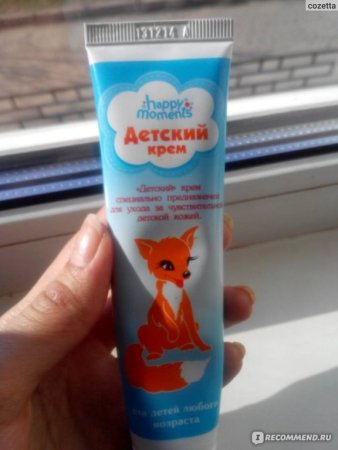 cozetta
131214 A
happy
moments
Детский
крем
«Детский» крем
специально предназначен
для ухода за чувствительной
детской кожей.
для детей любого
возраста
I RECOMMEND.RU